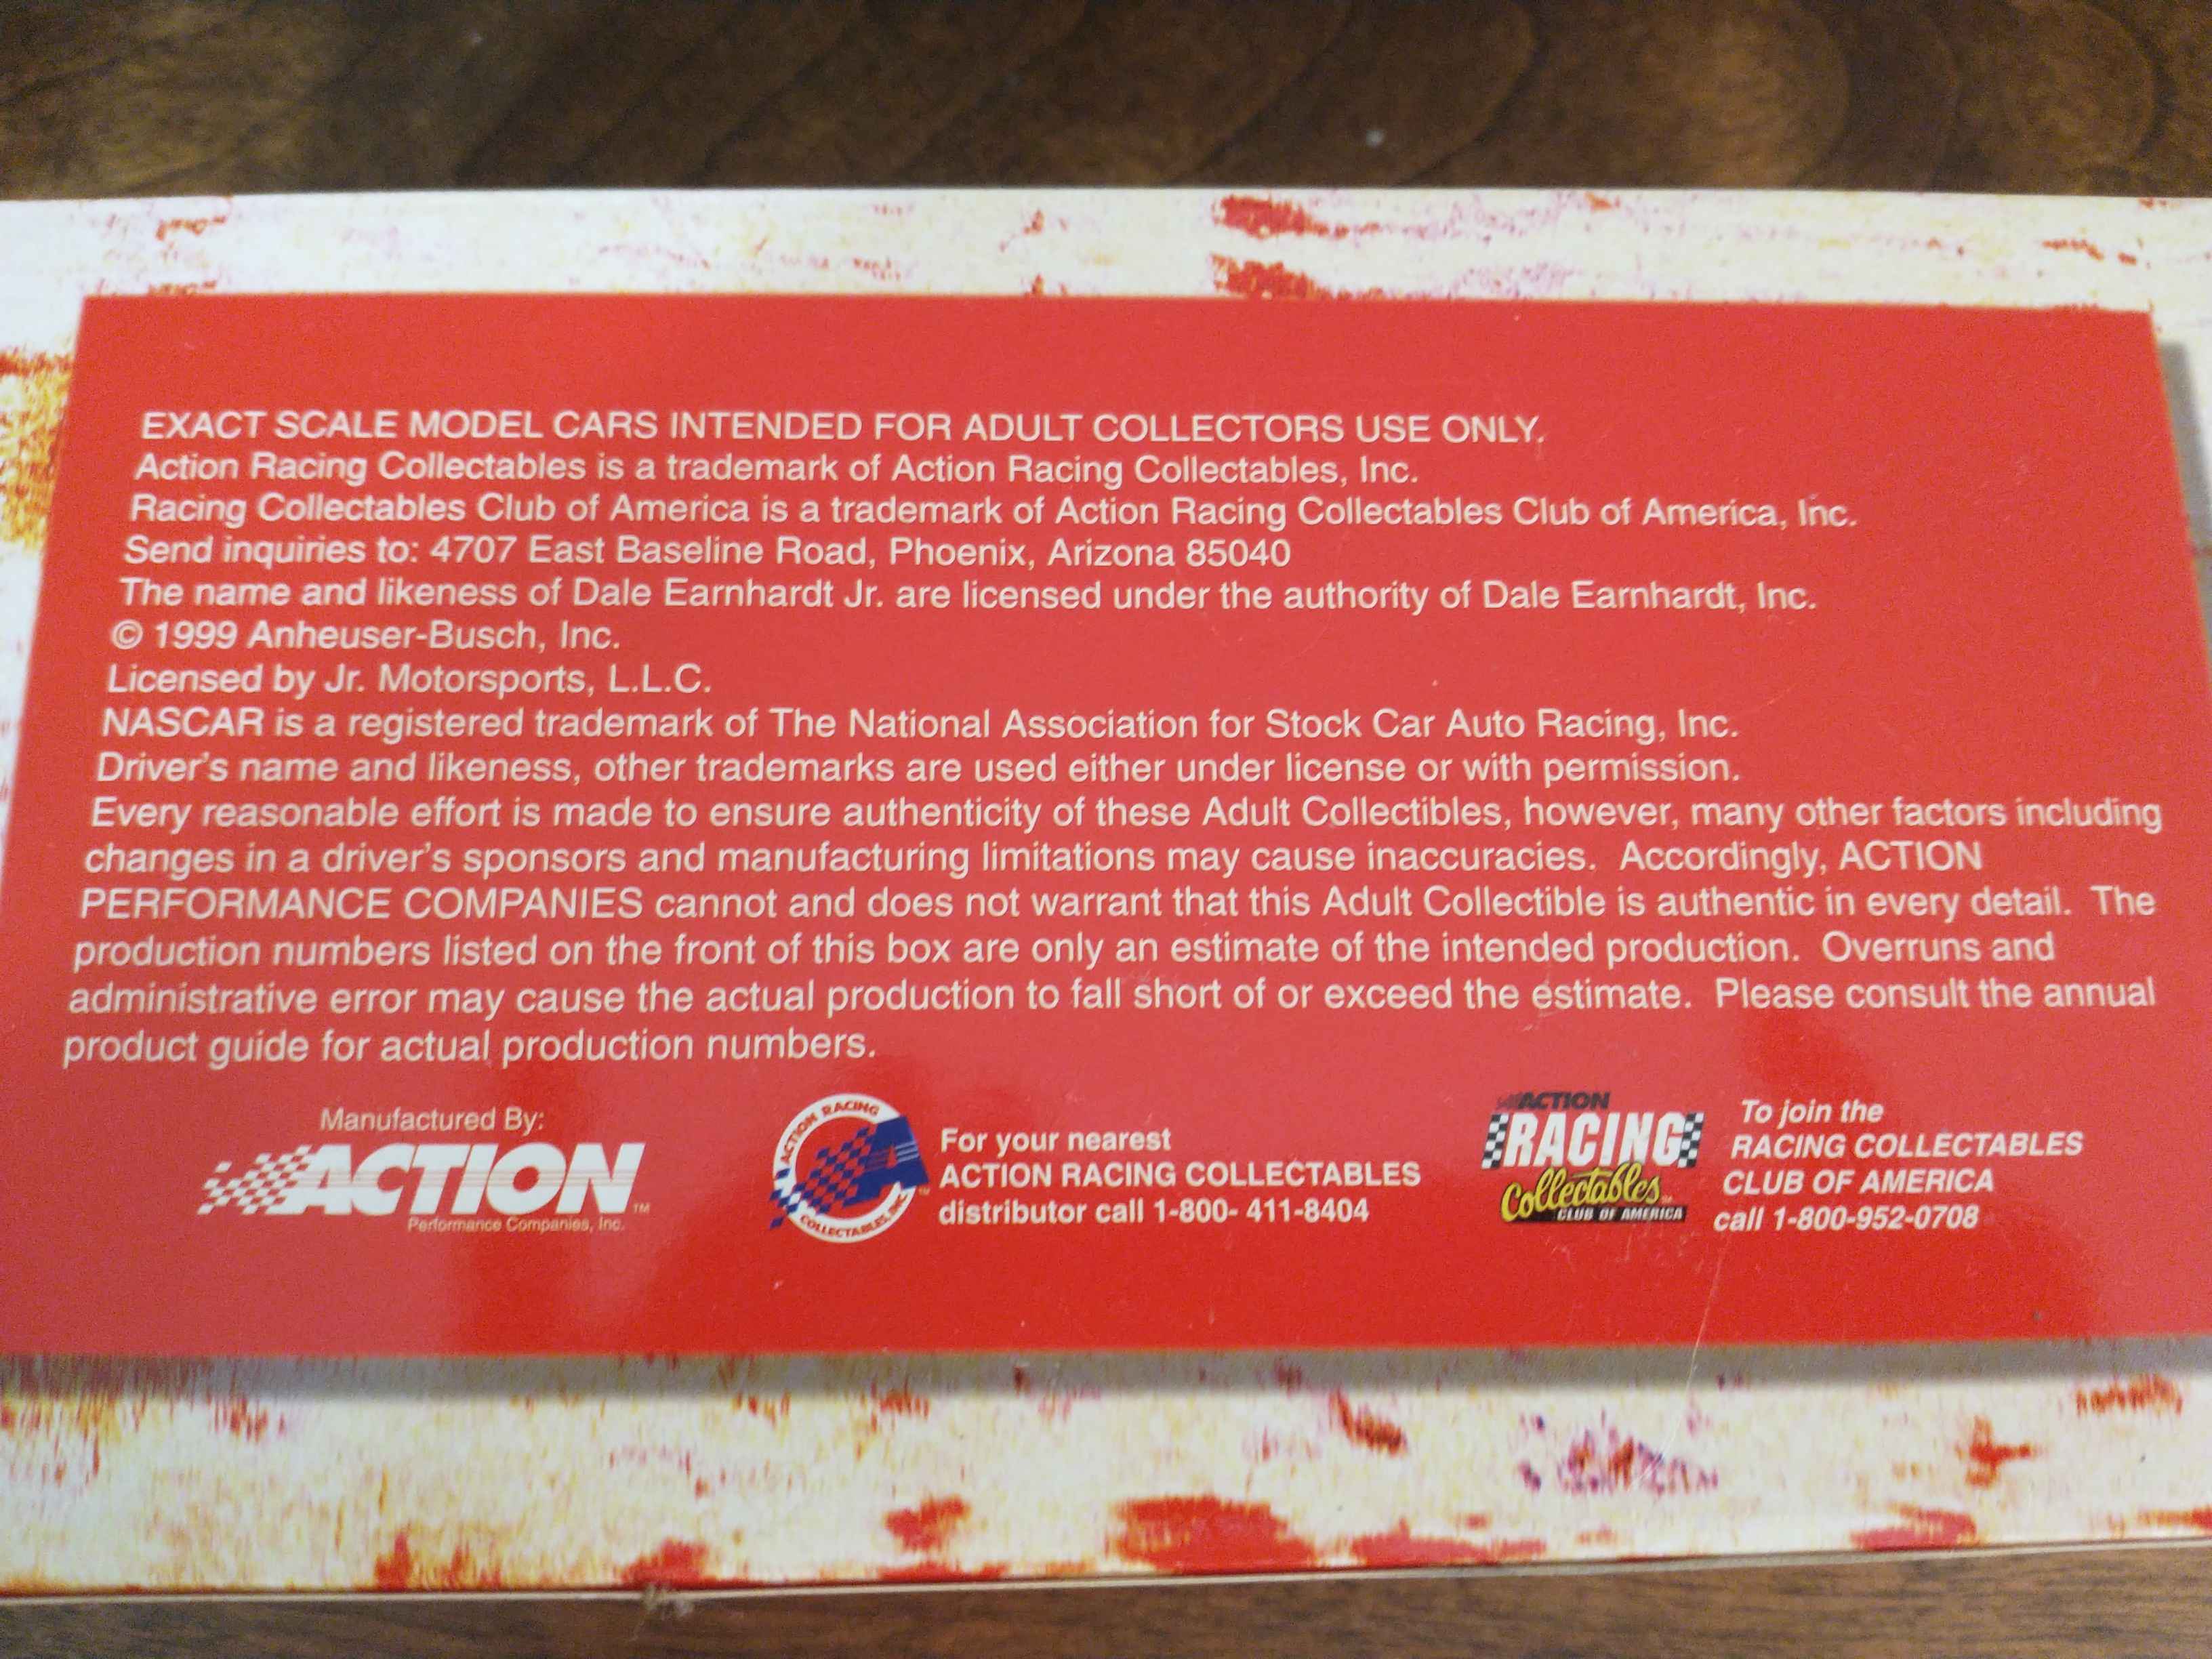 EXACT SCALE MODEL CARS INTENDED FOR ADULT COLLECTORS USE ONLY.
Action Racing Collectables is a trademark of Action Racing Collectables, Inc.
Racing Collectables Club of America is a trademark of Action Racing Collectables Club of America, Inc.
Send inquiries to: 4707 East Baseline Road, Phoenix, Arizona 85040
The name and likeness of Dale Earnhardt Jr. are licensed under the authority of Dale Earnhardt, Inc.
© 1999 Anheuser-Busch, Inc.
Licensed by Jr. Motorsports, L.L.C.
NASCAR is a registered trademark of The National Association for Stock Car Auto Racing, Inc.
Driver's name and likeness, other trademarks are used either under license or with permission.
Every reasonable effort is made to ensure authenticity of these Adult Collectibles, however, many other factors including
changes in a driver's sponsors and manufacturing limitations may cause inaccuracies. Accordingly, ACTION
PERFORMANCE COMPANIES cannot and does not warrant that this Adult Collectible is authentic in every detail. The
production numbers listed on the front of this box are only an estimate of the intended production. Overruns and
administrative error may cause the actual production to fall short of or exceed the estimate. Please consult the annual
product guide for actual production numbers.
Manufactured By:
ACTION™
Performance Companies, Inc.
ACTION RACING
COLLECTABLES
For your nearest
ACTION RACING COLLECTABLES
distributor call 1-800- 411-8404
ACTION
RACING
Collectables™
CLUB OF AMERICA
To join the
RACING COLLECTABLES
CLUB OF AMERICA
call 1-800-952-0708